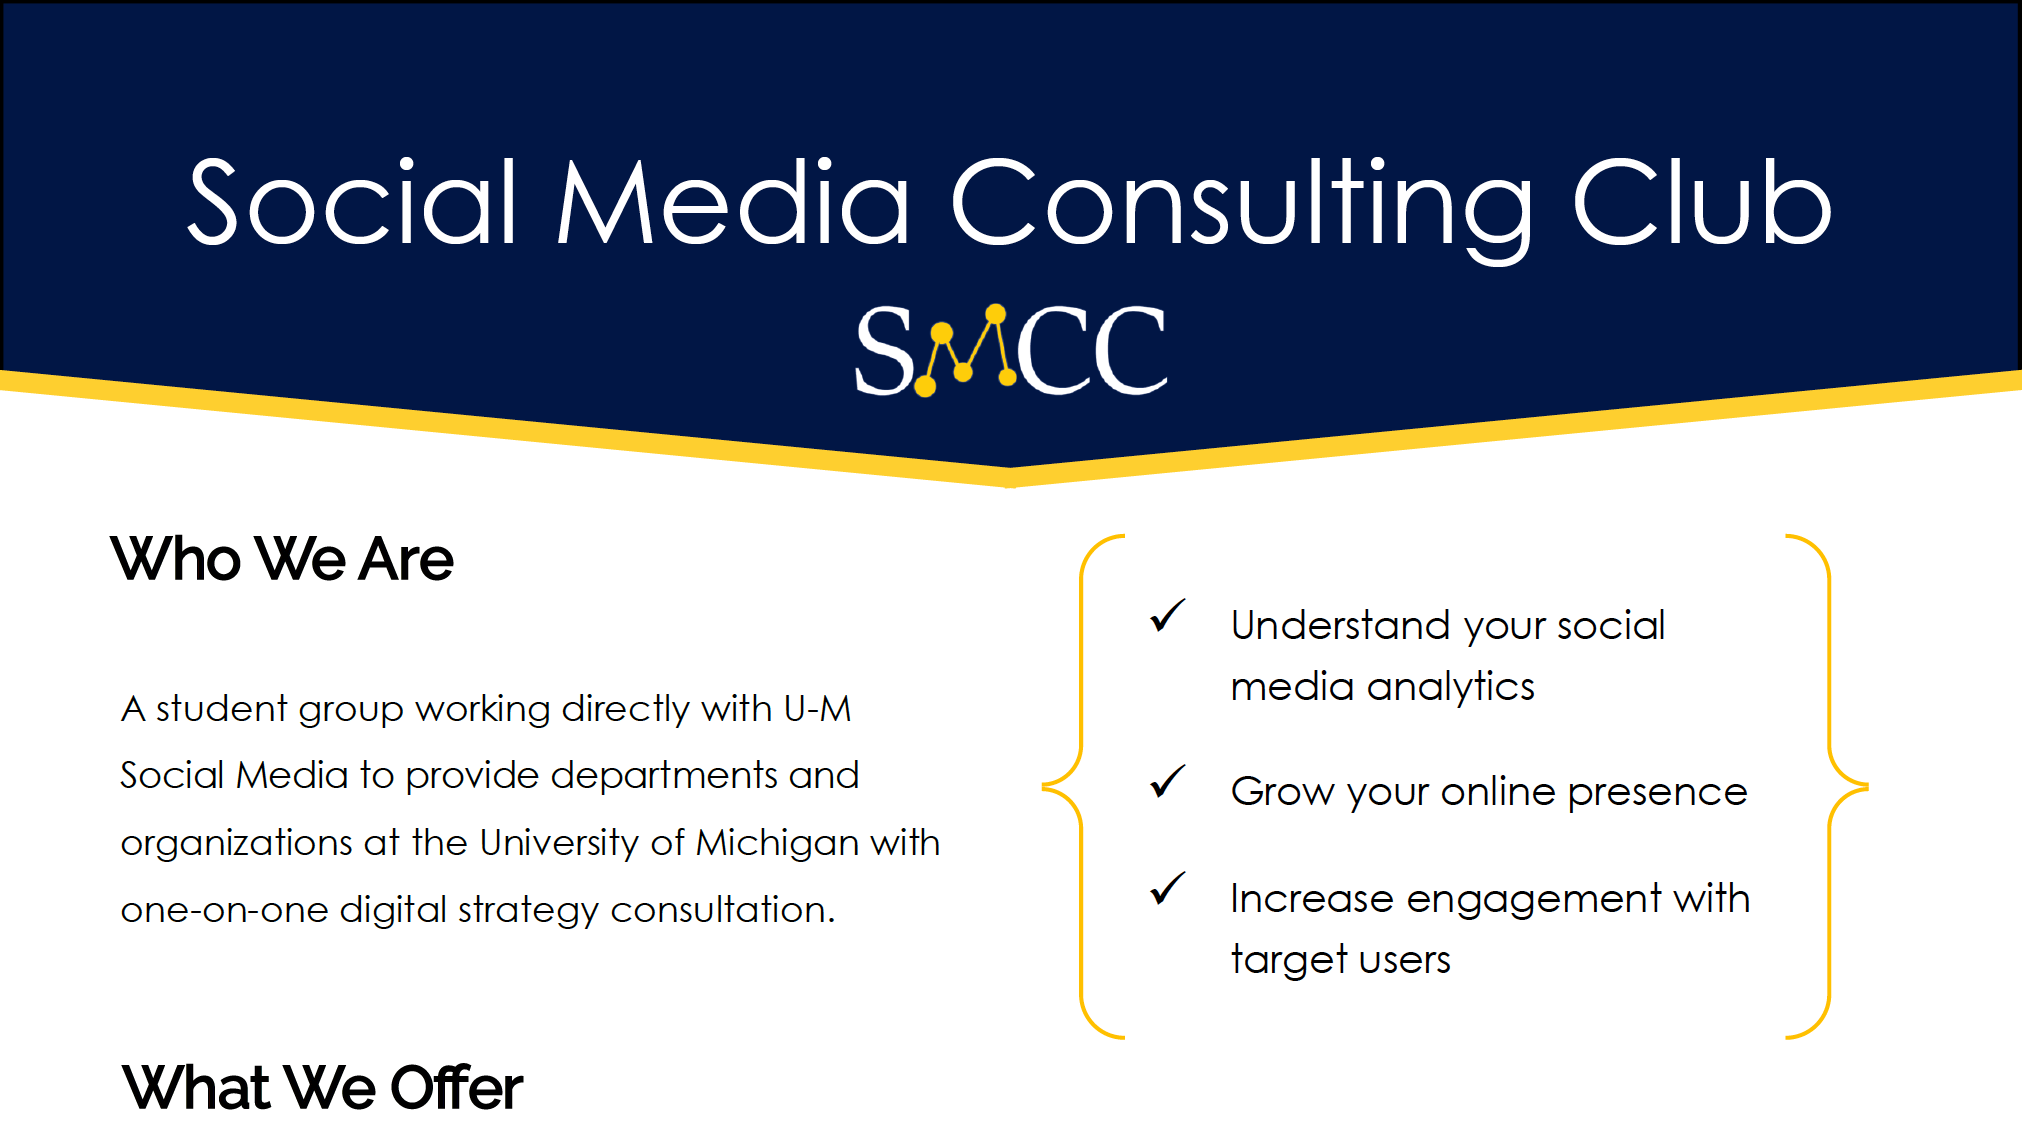 Social Media Consulting Club
SMCC
Who We Are
A student group working directly with U-M
Social Media to provide departments and
organizations at the University of Michigan with
one-on-one digital strategy consultation.
✓ Understand your social
media analytics
✓ Grow your online presence
✓ Increase engagement with
target users
What We Offer